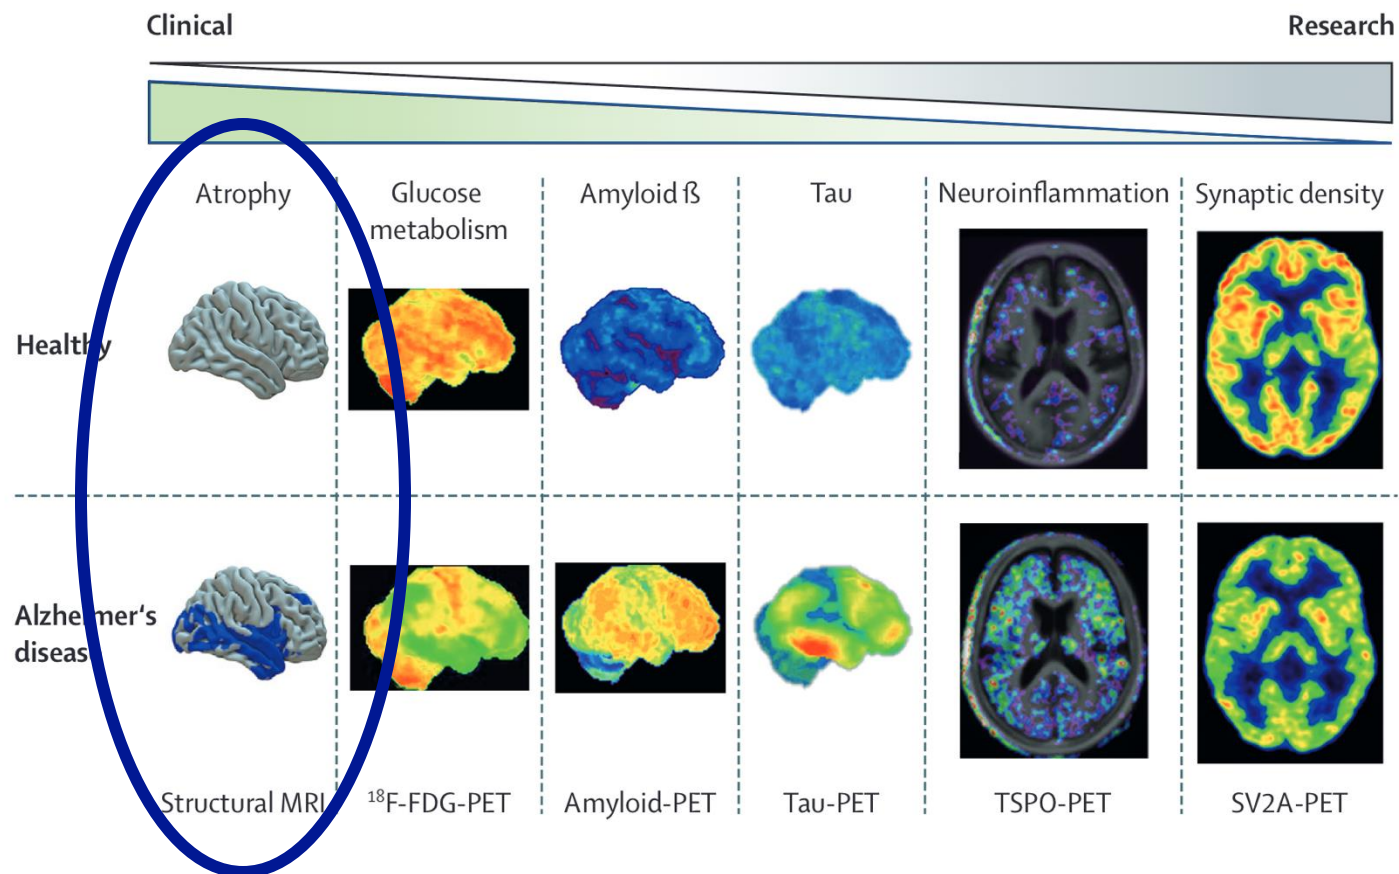 Clinical
Research
Atrophy
Glucose
metabolism
Amyloid ß
Tau
Neuroinflammation
Synaptic density
Healthy
Alzheimer‘s
disease
Structural MRI
¹⁸F-FDG-PET
Amyloid-PET
Tau-PET
TSPO-PET
SV2A-PET